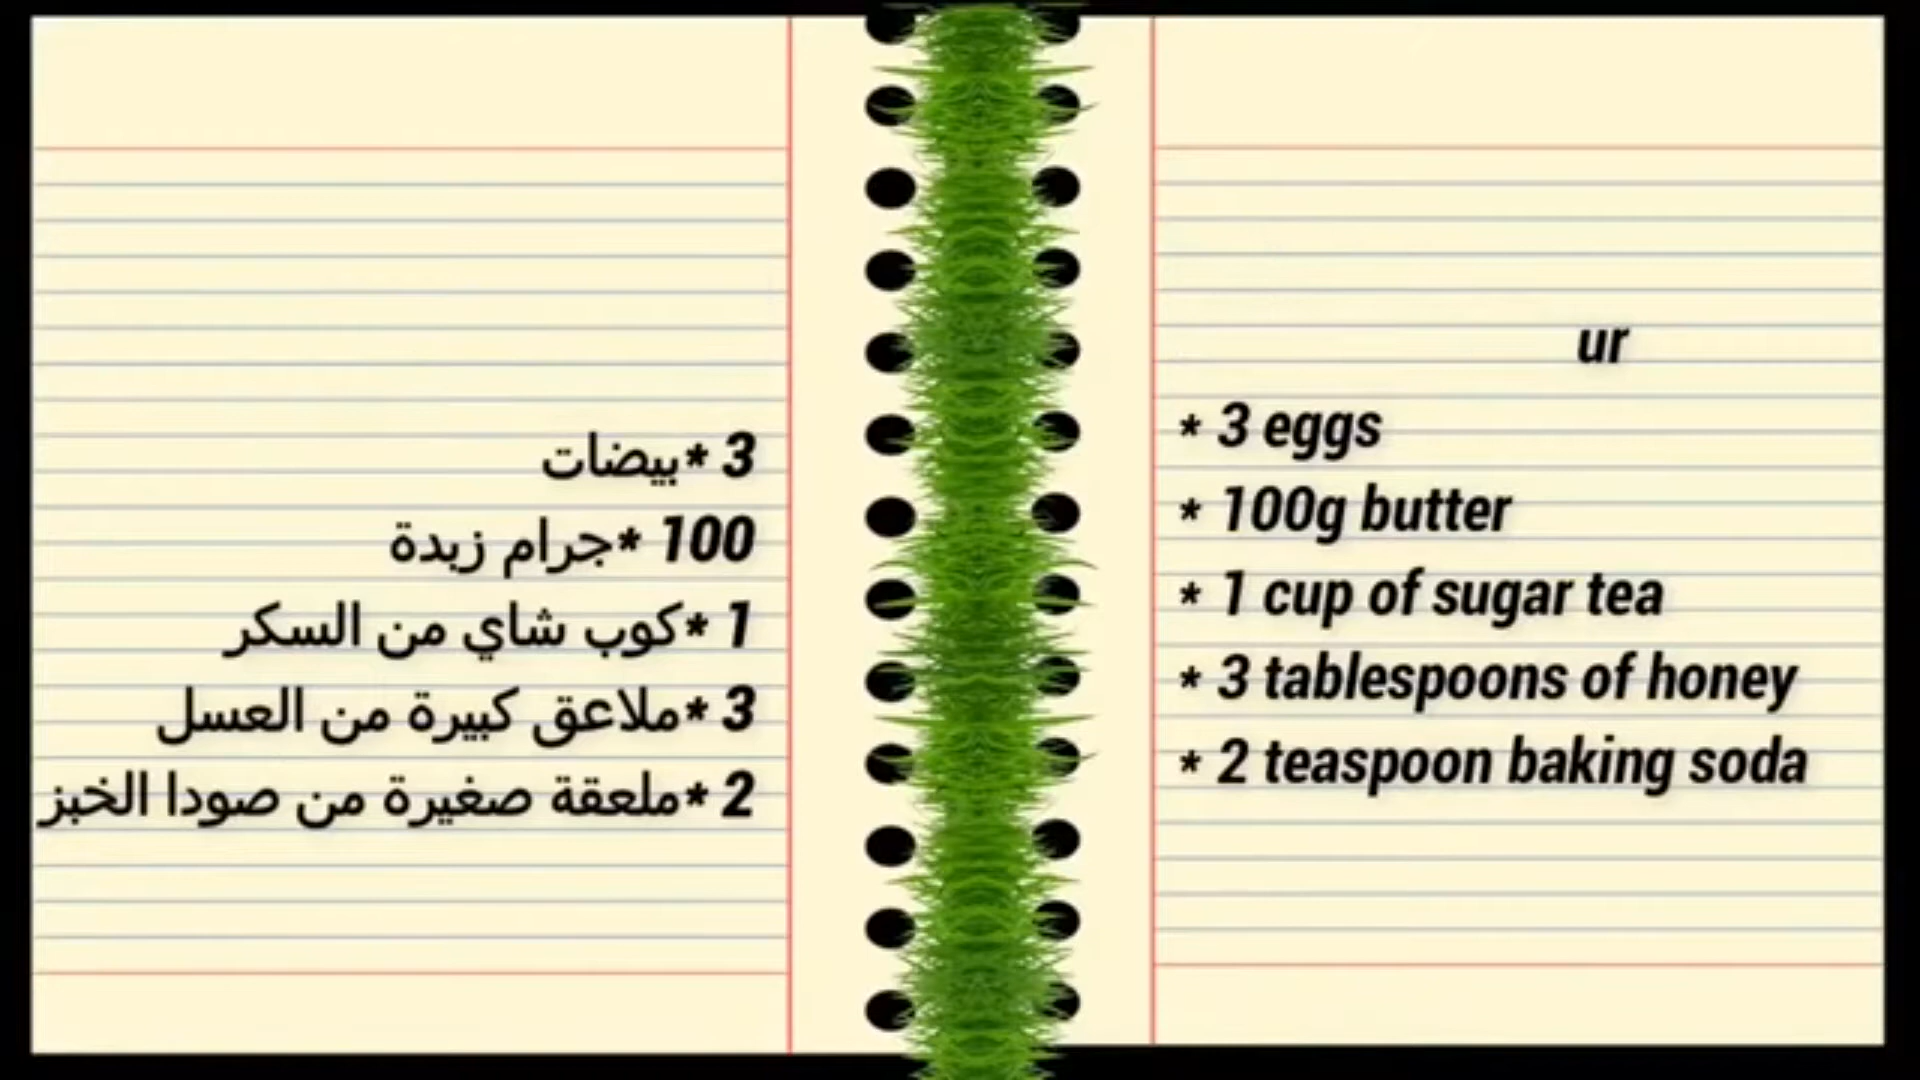 3 *بيضات
100 *جرام زبدة
1 *كوب شاي من السكر
3 *ملاعق كبيرة من العسل
2 *ملعقة صغيرة من صودا الخبز
ur
* 3 eggs
* 100g butter
* 1 cup of sugar tea
* 3 tablespoons of honey
* 2 teaspoon baking soda